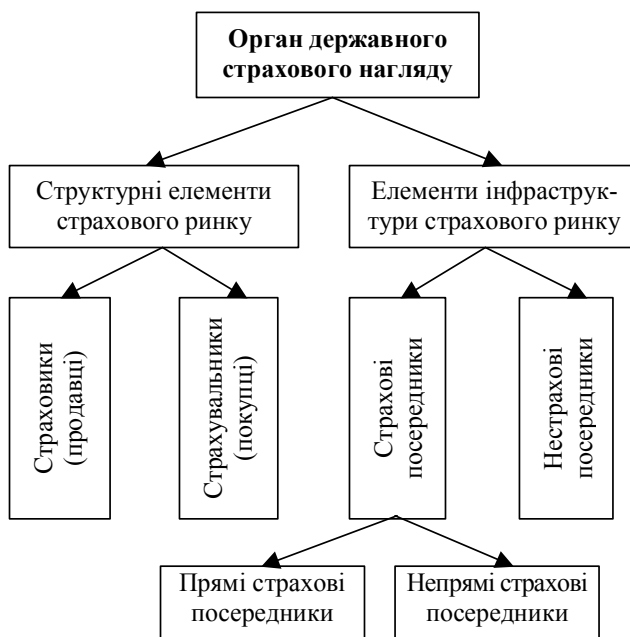 Орган державного
страхового нагляду
Структурні елементи
страхового ринку
Елементи інфраструк-
тури страхового ринку
Страховики
(продавці)
Страхувальники
(покупці)
Страхові
посередники
Нестрахові
посередники
Прямі страхові
посередники
Непрямі страхові
посередники